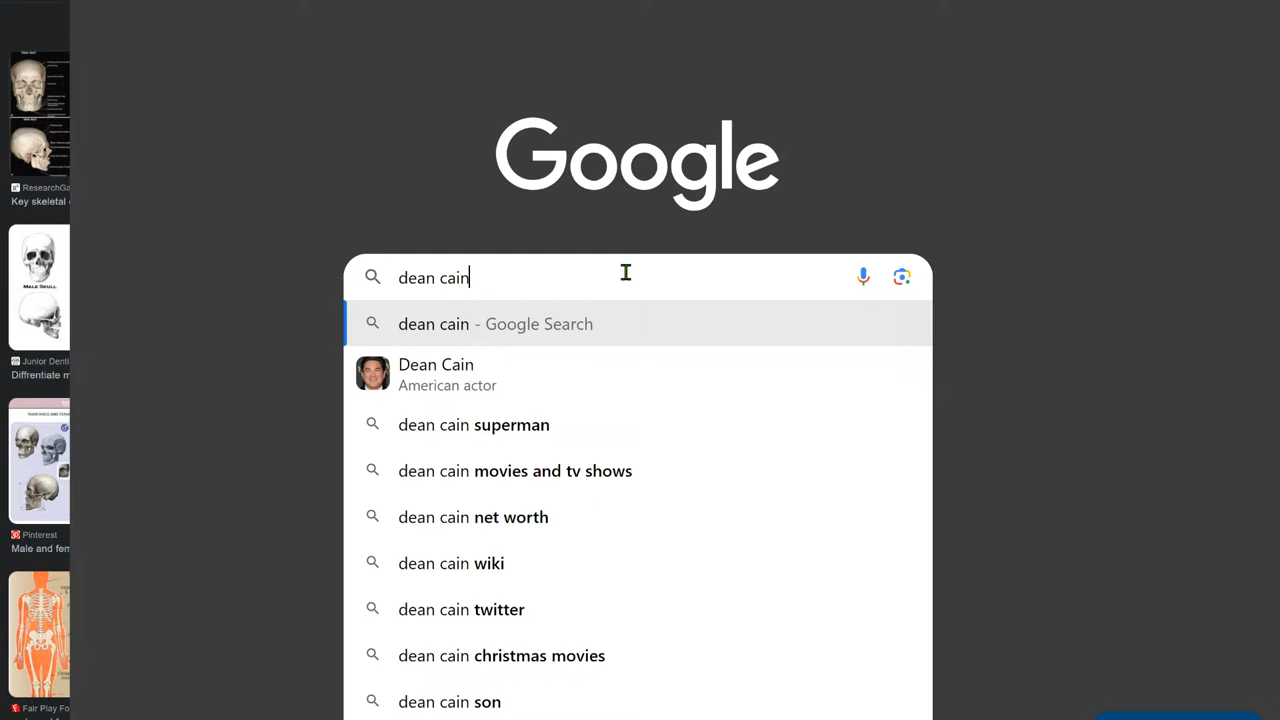 ResearchGa
Key skeletal
MALE SKULL
Junior Denti
Diffrentiate m
Pinterest
Male and fem
Fair Play Fo
Google
dean cain
dean cain - Google Search
Dean Cain
American actor
dean cain superman
dean cain movies and tv shows
dean cain net worth
dean cain wiki
dean cain twitter
dean cain christmas movies
dean cain son